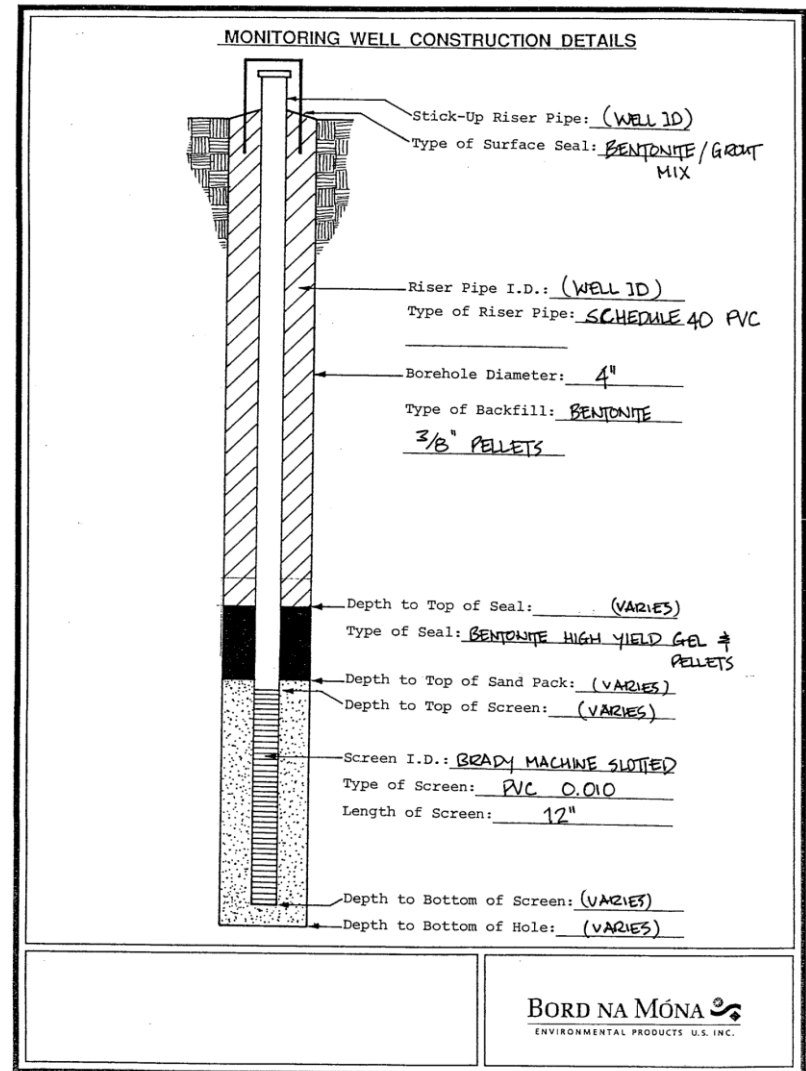 MONITORING WELL CONSTRUCTION DETAILS
Stick-Up Riser Pipe: (WELL ID)
Type of Surface Seal: BENTONITE/GROUT
MIX
Riser Pipe I.D.: (WELL ID)
Type of Riser Pipe: SCHEDULE 40 PVC
Borehole Diameter: 4"
Type of Backfill: BENTONITE
3/8" PELLETS
Depth to Top of Seal: (VARIES)
Type of Seal: BENTONITE HIGH YIELD GEL &
PELLETS
Depth to Top of Sand Pack: (VARIES)
Depth to Top of Screen: (VARIES)
Screen I.D.: BRADY MACHINE SLOTTED
Type of Screen: PVC 0.010
Length of Screen: 12"
Depth to Bottom of Screen: (VARIES)
Depth to Bottom of Hole: (VARIES)
BORD NA MÓNA
ENVIRONMENTAL PRODUCTS U.S. INC.